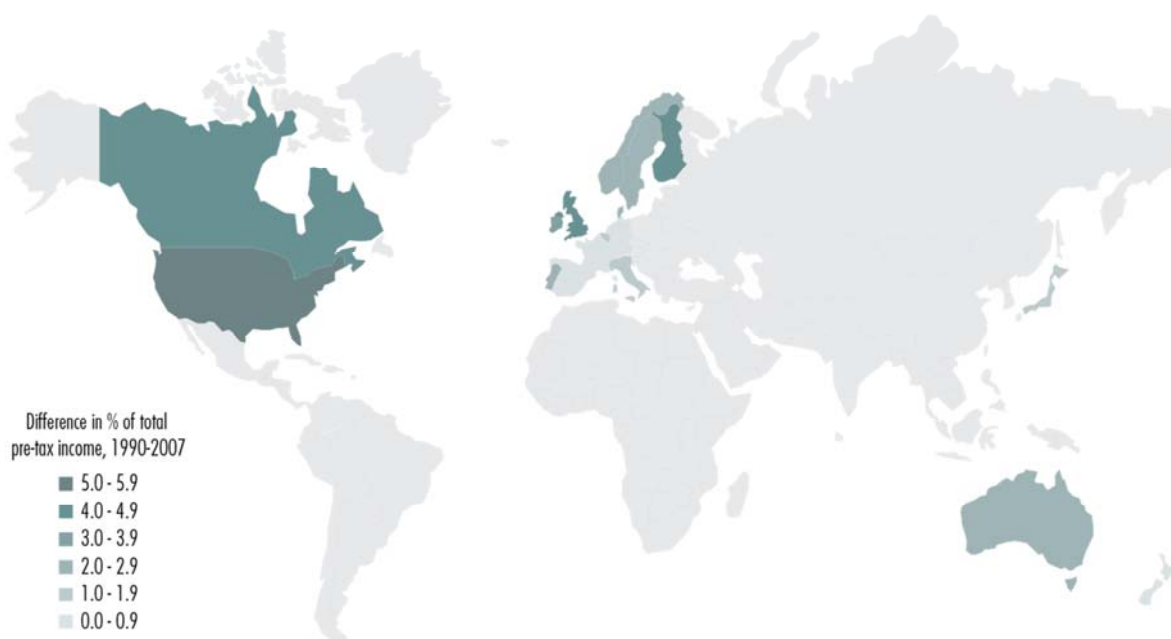 Difference in % of total
pre-tax income, 1990-2007
5.0 - 5.9
4.0 - 4.9
3.0 - 3.9
2.0 - 2.9
1.0 - 1.9
0.0 - 0.9